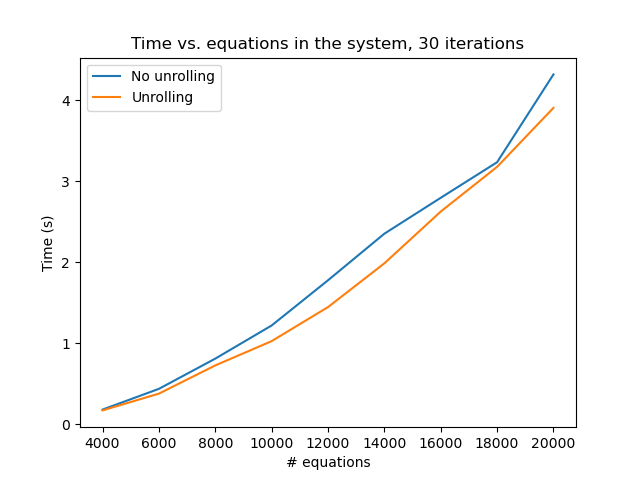 Time vs. equations in the system, 30 iterations
No unrolling
Unrolling
4
3
2
1
0
Time (s)
4000 6000 8000 10000 12000 14000 16000 18000 20000
# equations